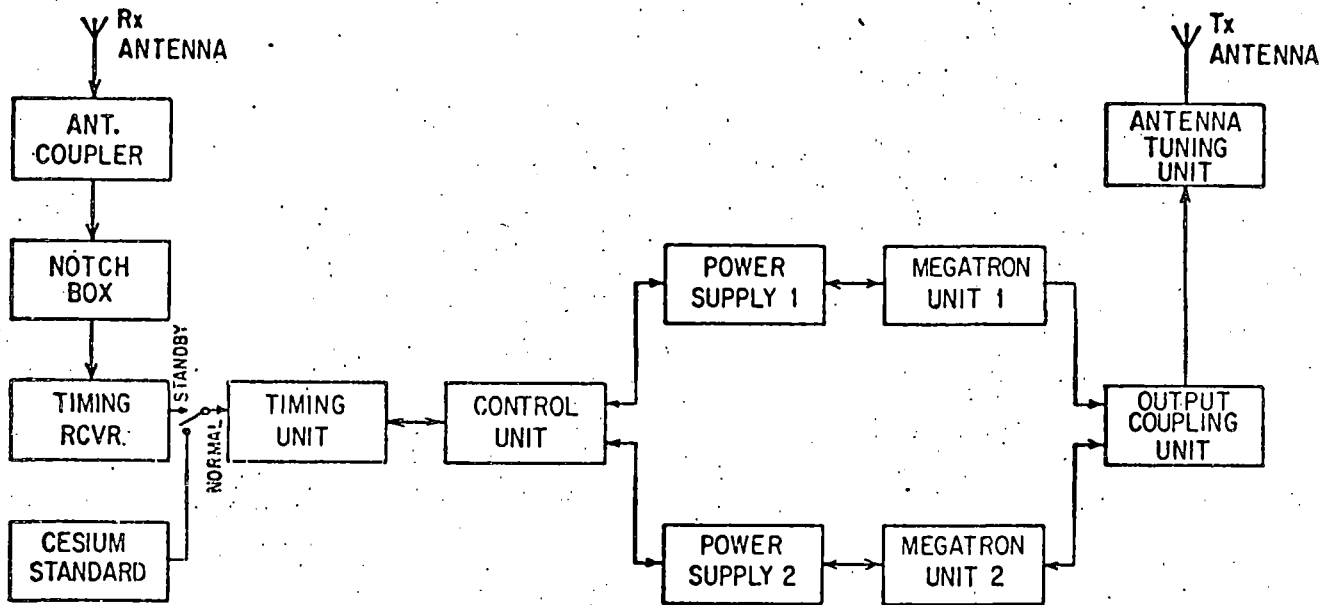 Rx
ANTENNA
Tx
ANTENNA
ANT.
COUPLER
ANTENNA
TUNING
UNIT
NOTCH
BOX
POWER
SUPPLY 1
MEGATRON
UNIT 1
STANDBY
TIMING
RCVR.
TIMING
UNIT
CONTROL
UNIT
OUTPUT
COUPLING
UNIT
NORMAL
CESIUM
STANDARD
POWER
SUPPLY 2
MEGATRON
UNIT 2